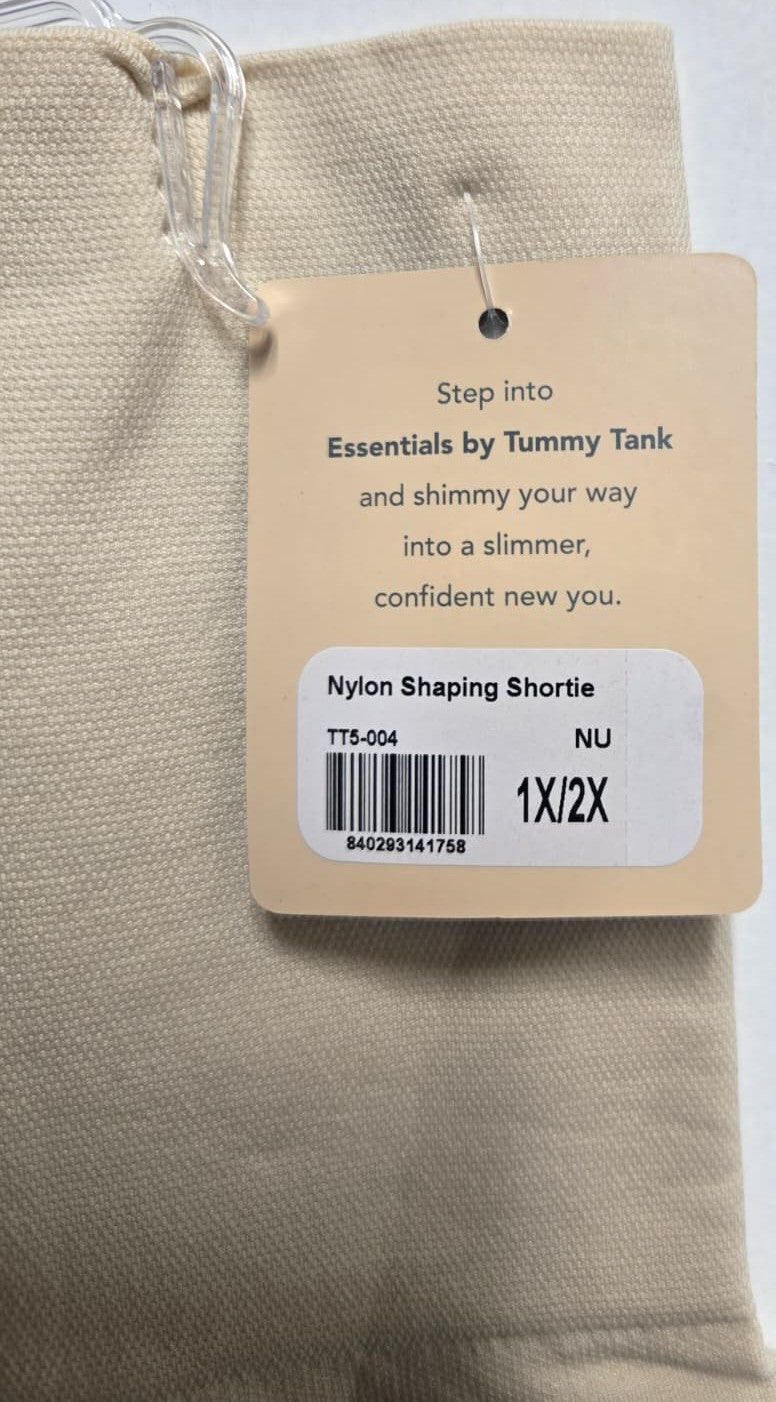 Step into
Essentials by Tummy Tank
and shimmy your way
into a slimmer,
confident new you.
Nylon Shaping Shortie
TT5-004 NU
1X/2X
840293141758